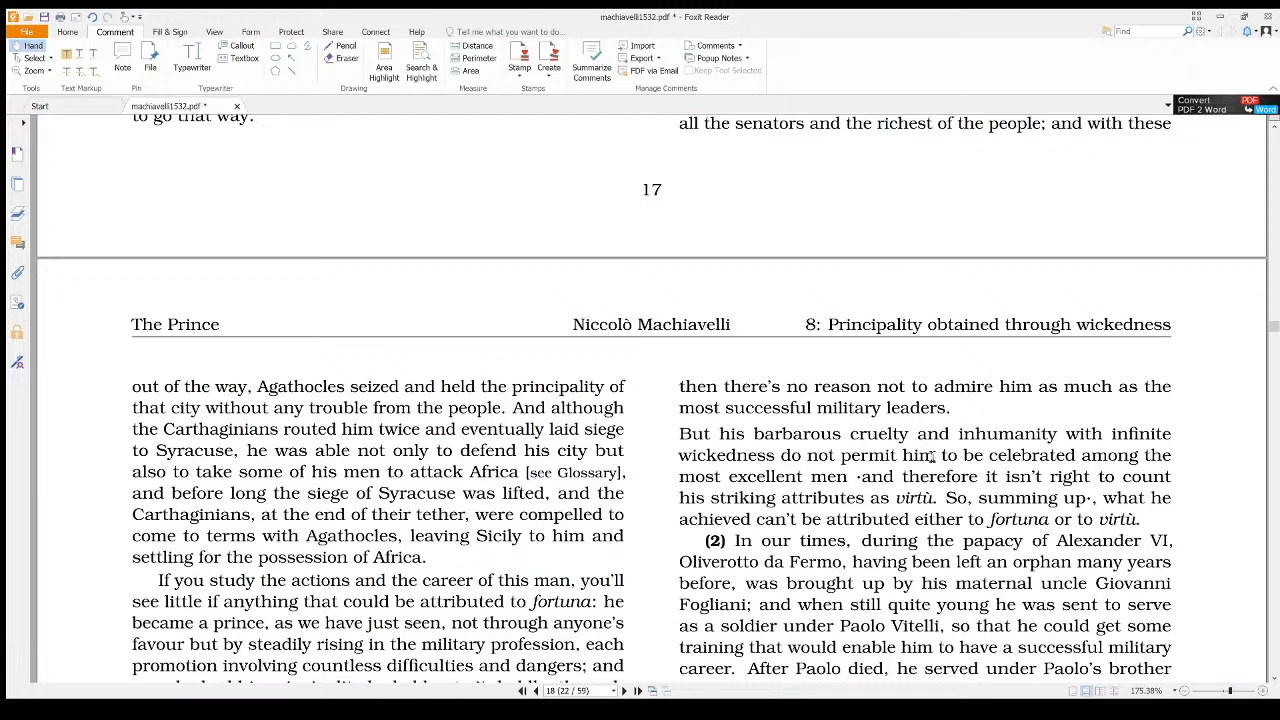 machiavelli1532.pdf * - Foxit Reader
File
Home
Comment
Fill & Sign
View
Form
Protect
Share
Connect
Help
Tell me what you want to do...
Find
Hand
Select
Zoom
Tools
Text Markup
Note
File
Pin
Typewriter
Callout
Textbox
Typewriter
Pencil
Eraser
Drawing
Area Highlight
Search & Highlight
Distance
Perimeter
Area
Measure
Stamp
Create
Stamps
Summarize Comments
Import
Export
FDF via Email
Comments
Popup Notes
Keep Tool Selected
Manage Comments
Start
machiavelli1532.pdf *
Convert
PDF 2 Word
PDF
Word
to go that way.
all the senators and the richest of the people; and with these
17
The Prince
Niccolò Machiavelli
8: Principality obtained through wickedness
out of the way, Agathocles seized and held the principality of
that city without any trouble from the people. And although
the Carthaginians routed him twice and eventually laid siege
to Syracuse, he was able not only to defend his city but
also to take some of his men to attack Africa [see Glossary],
and before long the siege of Syracuse was lifted, and the
Carthaginians, at the end of their tether, were compelled to
come to terms with Agathocles, leaving Sicily to him and
settling for the possession of Africa.
If you study the actions and the career of this man, you'll
see little if anything that could be attributed to fortuna: he
became a prince, as we have just seen, not through anyone's
favour but by steadily rising in the military profession, each
promotion involving countless difficulties and dangers; and
then there's no reason not to admire him as much as the
most successful military leaders.
But his barbarous cruelty and inhumanity with infinite
wickedness do not permit him to be celebrated among the
most excellent men ·and therefore it isn't right to count
his striking attributes as virtù. So, summing up·, what he
achieved can't be attributed either to fortuna or to virtù.
(2) In our times, during the papacy of Alexander VI,
Oliverotto da Fermo, having been left an orphan many years
before, was brought up by his maternal uncle Giovanni
Fogliani; and when still quite young he was sent to serve
as a soldier under Paolo Vitelli, so that he could get some
training that would enable him to have a successful military
career. After Paolo died, he served under Paolo's brother
18 (22 / 59)
175.38%